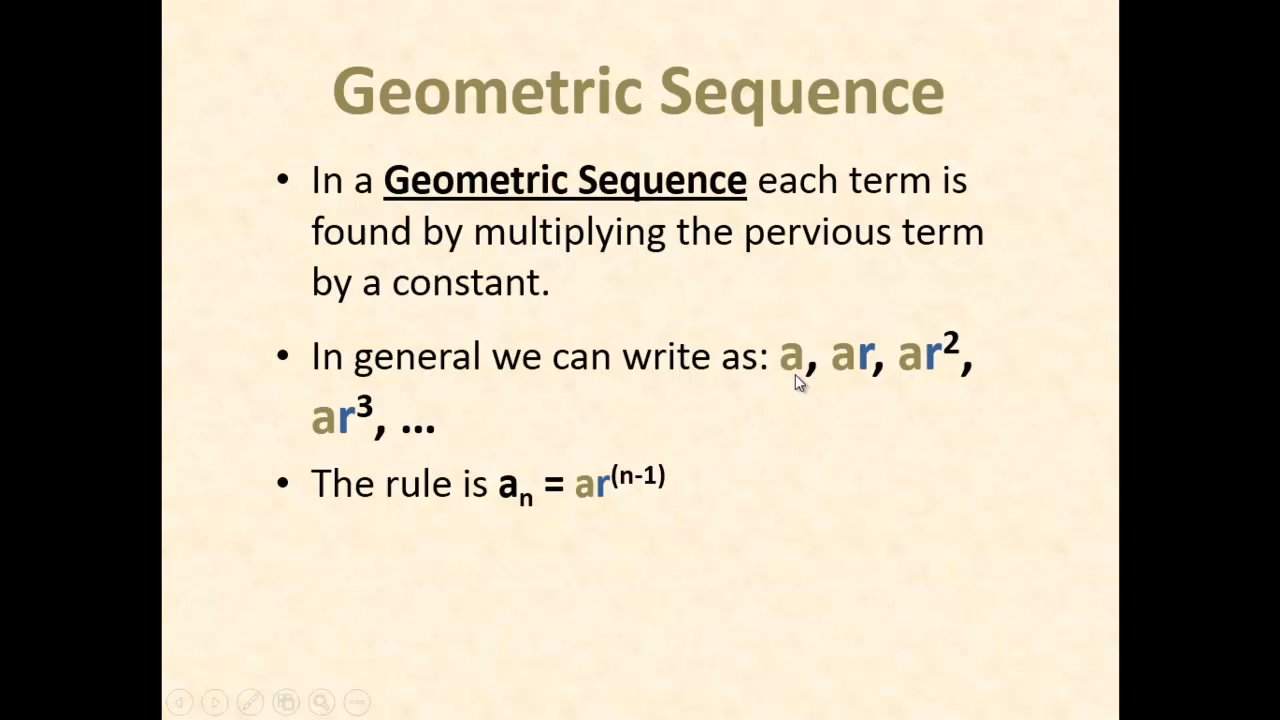 Geometric Sequence
• In a Geometric Sequence each term is
found by multiplying the pervious term
by a constant.
• In general we can write as: a, ar, ar²,
ar³, ...
• The rule is aₙ = ar⁽ⁿ⁻¹⁾